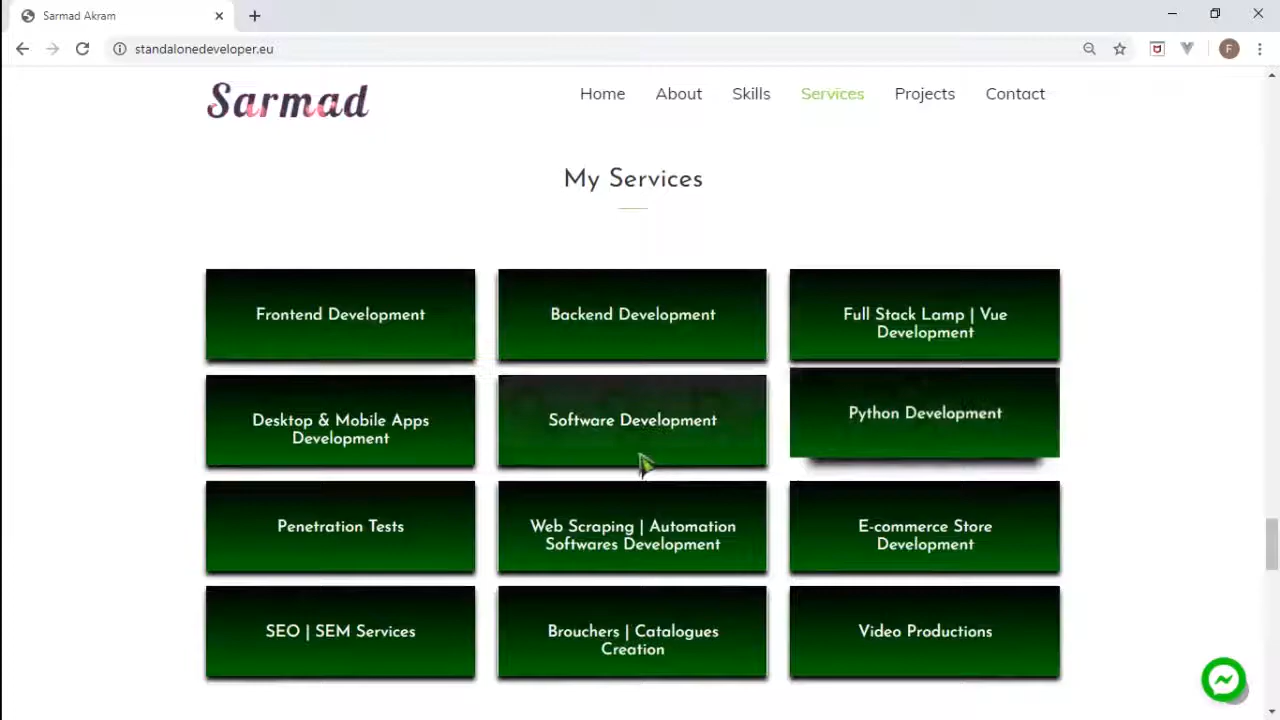 Sarmad Akram
standalonedeveloper.eu
F
Sarmad
Home About Skills Services Projects Contact
My Services
Frontend Development
Backend Development
Full Stack Lamp | Vue
Development
Desktop & Mobile Apps
Development
Software Development
Python Development
Penetration Tests
Web Scraping | Automation
Softwares Development
E-commerce Store
Development
SEO | SEM Services
Brouchers | Catalogues
Creation
Video Productions